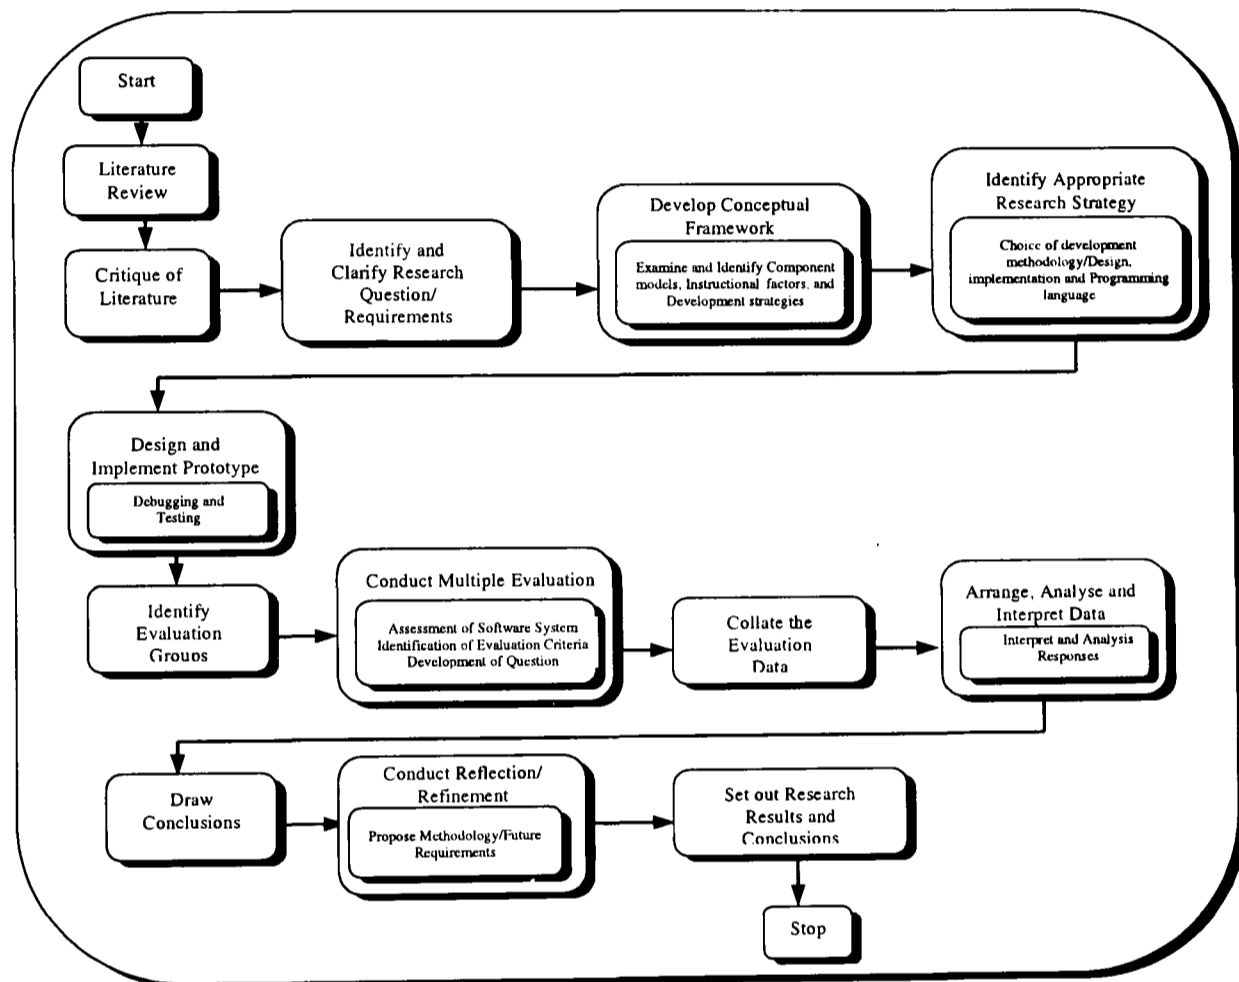 Start
Literature
Review
Critique of
Literature
Identify and
Clarify Research
Question/
Requirements
Develop Conceptual
Framework
Examine and Identify Component
models, Instructional factors, and
Development strategies
Identify Appropriate
Research Strategy
Choice of development
methodology/Design,
implementation and Programming
language
Design and
Implement Prototype
Debugging and
Testing
Identify
Evaluation
Groups
Conduct Multiple Evaluation
Assessment of Software System
Identification of Evaluation Criteria
Development of Question
Collate the
Evaluation
Data
Arrange, Analyse and
Interpret Data
Interpret and Analysis
Responses
Draw
Conclusions
Conduct Reflection/
Refinement
Propose Methodology/Future
Requirements
Set out Research
Results and
Conclusions
Stop